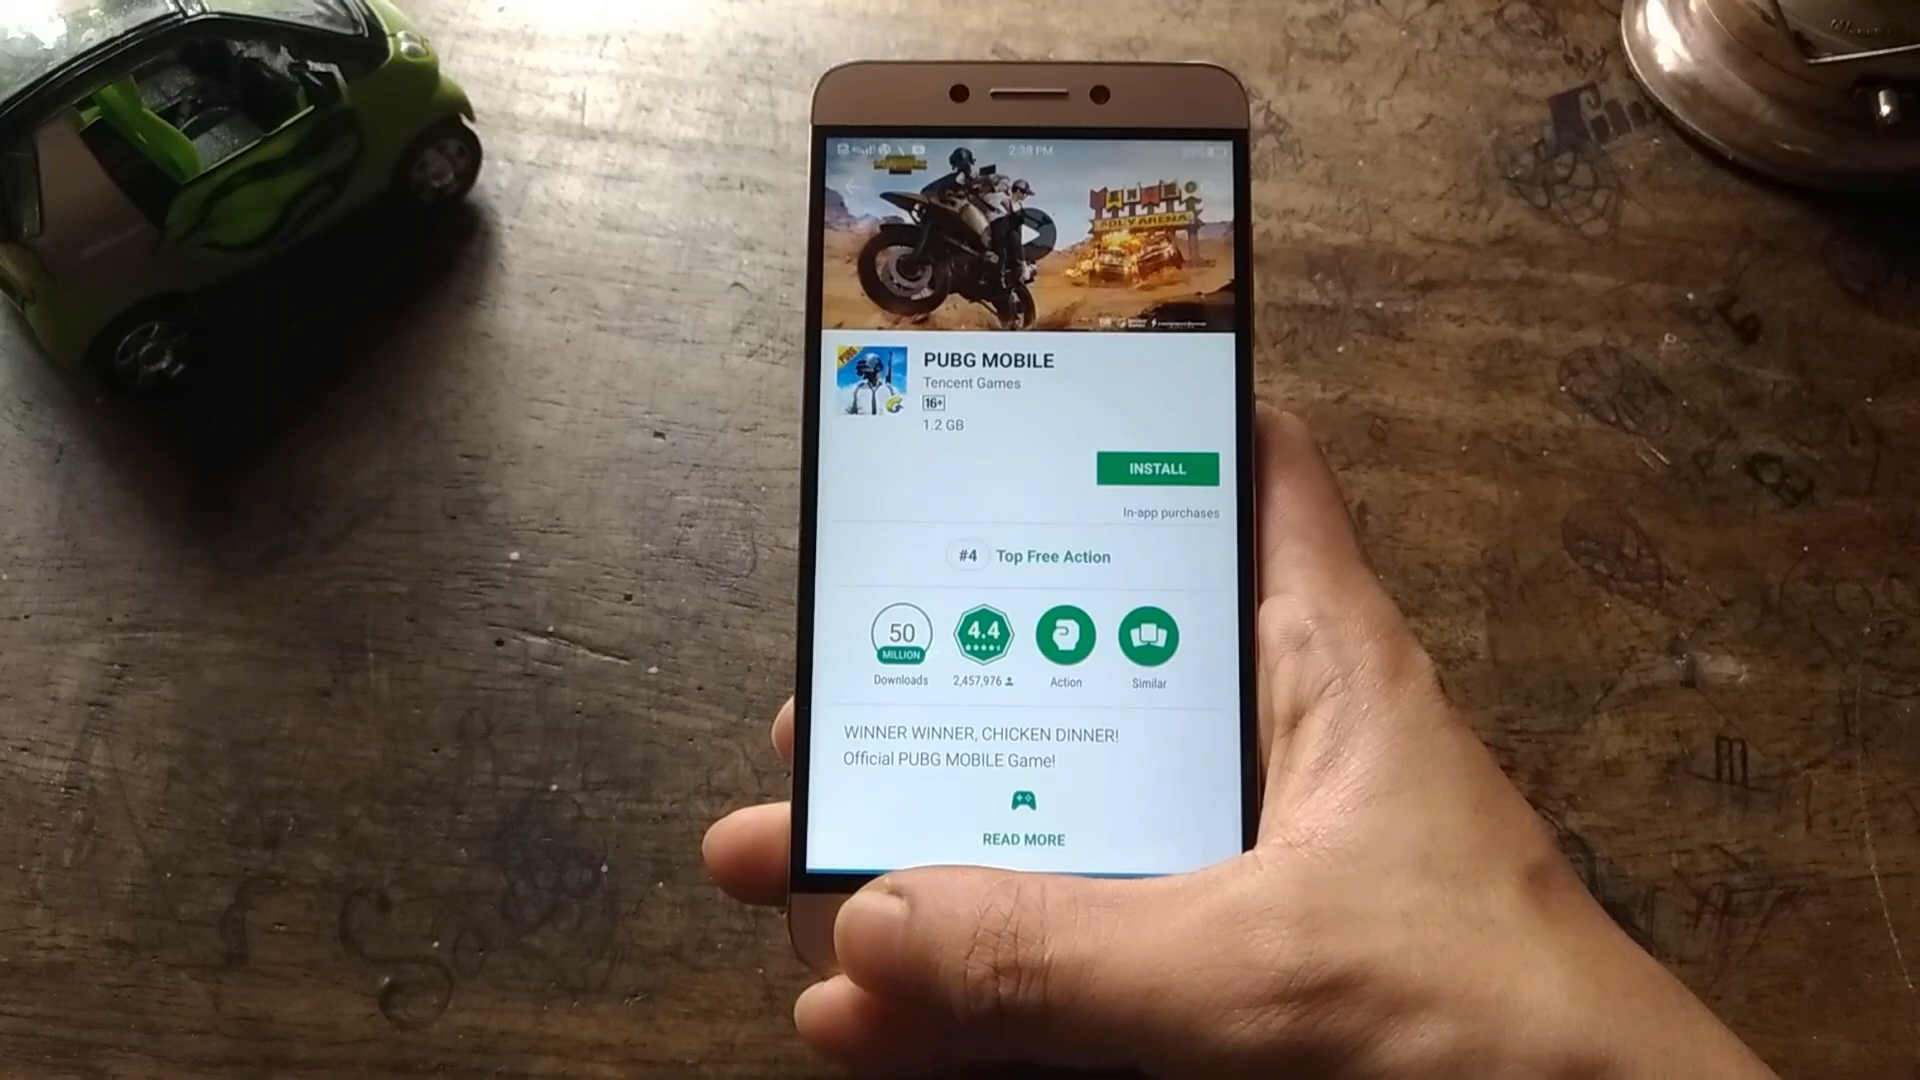 2:38 PM
PUBG MOBILE
Tencent Games
16+
1.2 GB
INSTALL
In-app purchases
#4 Top Free Action
50
MILLION
4.4
Downloads
2,457,976
Action
Similar
WINNER WINNER, CHICKEN DINNER!
Official PUBG MOBILE Game!
READ MORE